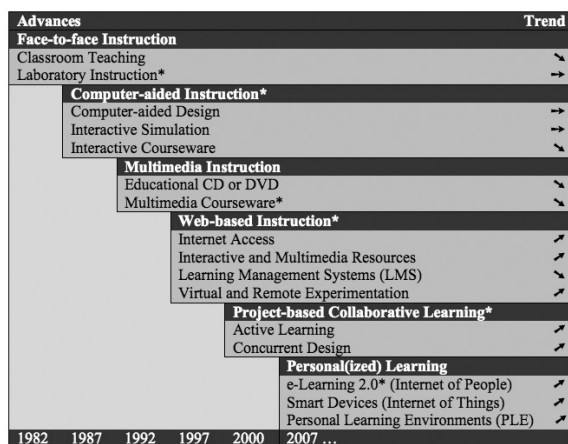 Advances Trend
Face-to-face Instruction
Classroom Teaching ➘
Laboratory Instruction* ➙
Computer-aided Instruction*
Computer-aided Design ➙
Interactive Simulation ➙
Interactive Courseware ➘
Multimedia Instruction
Educational CD or DVD ➘
Multimedia Courseware* ➘
Web-based Instruction*
Internet Access ➚
Interactive and Multimedia Resources ➚
Learning Management Systems (LMS) ➘
Virtual and Remote Experimentation ➚
Project-based Collaborative Learning*
Active Learning ➚
Concurrent Design ➚
Personal(ized) Learning
e-Learning 2.0* (Internet of People) ➚
Smart Devices (Internet of Things) ➚
Personal Learning Environments (PLE) ➚
1982 1987 1992 1997 2000 2007 ...